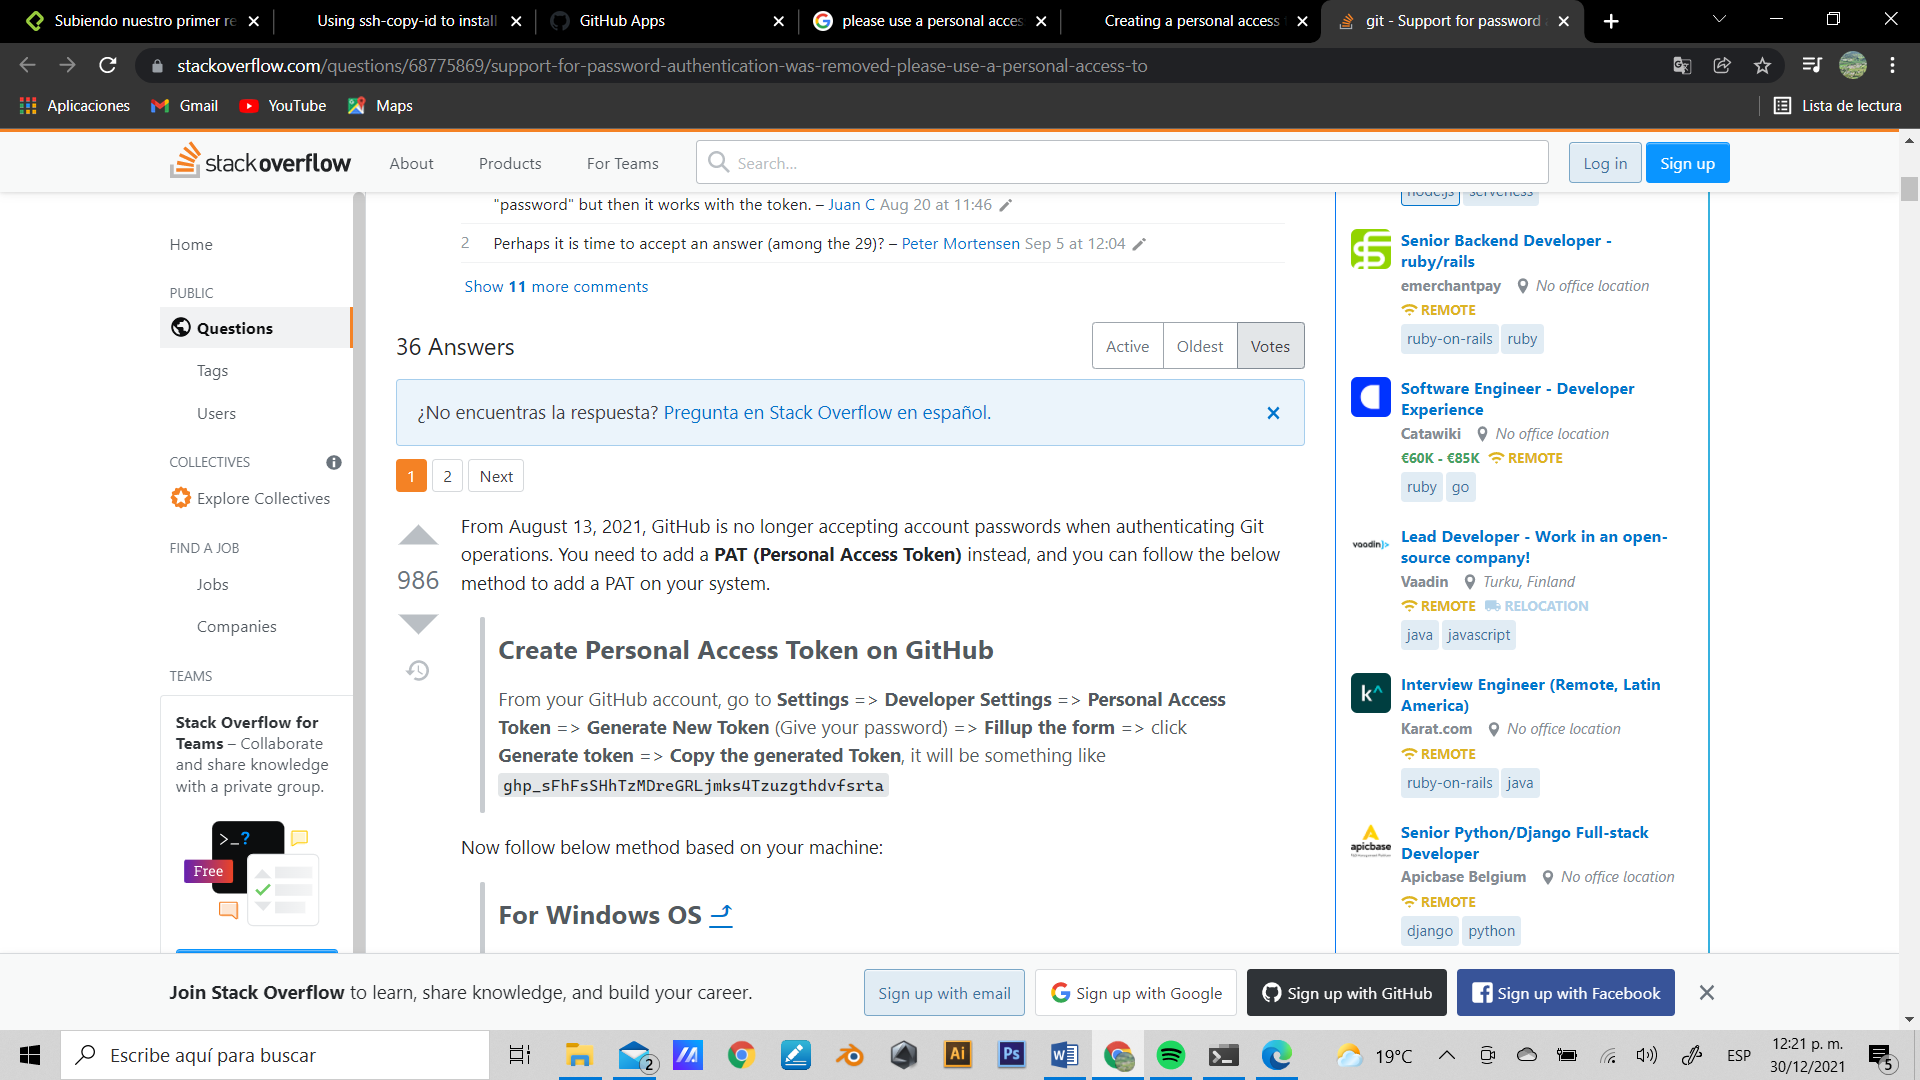 Subiendo nuestro primer re
Using ssh-copy-id to install
GitHub Apps
please use a personal acces
Creating a personal access
git - Support for password
stackoverflow.com/questions/68775869/support-for-password-authentication-was-removed-please-use-a-personal-access-to
Aplicaciones
Gmail
YouTube
Maps
Lista de lectura
stackoverflow
About
Products
For Teams
Search...
Log in
Sign up
Home
PUBLIC
Questions
Tags
Users
COLLECTIVES
Explore Collectives
FIND A JOB
Jobs
Companies
TEAMS
Stack Overflow for
Teams – Collaborate
and share knowledge
with a private group.
>_?
Free
"password" but then it works with the token. – Juan C Aug 20 at 11:46
2 Perhaps it is time to accept an answer (among the 29)? – Peter Mortensen Sep 5 at 12:04
Show 11 more comments
36 Answers
Active
Oldest
Votes
¿No encuentras la respuesta? Pregunta en Stack Overflow en español.
1 2 Next
986
From August 13, 2021, GitHub is no longer accepting account passwords when authenticating Git
operations. You need to add a PAT (Personal Access Token) instead, and you can follow the below
method to add a PAT on your system.
Create Personal Access Token on GitHub
From your GitHub account, go to Settings => Developer Settings => Personal Access
Token => Generate New Token (Give your password) => Fillup the form => click
Generate token => Copy the generated Token, it will be something like
ghp_sFhFsSHhTzMDreGRLjmks4Tzuzgthdvfsrta
Now follow below method based on your machine:
For Windows OS
node.js serverless
Senior Backend Developer -
ruby/rails
emerchantpay No office location
REMOTE
ruby-on-rails ruby
Software Engineer - Developer
Experience
Catawiki No office location
€60K - €85K REMOTE
ruby go
vaadin}>
Lead Developer - Work in an open-
source company!
Vaadin Turku, Finland
REMOTE RELOCATION
java javascript
k^
Interview Engineer (Remote, Latin
America)
Karat.com No office location
REMOTE
ruby-on-rails java
apicbase
Senior Python/Django Full-stack
Developer
Apicbase Belgium No office location
REMOTE
django python
Join Stack Overflow to learn, share knowledge, and build your career.
Sign up with email
Sign up with Google
Sign up with GitHub
Sign up with Facebook
Escribe aquí para buscar
2
Ai
Ps
19°C
ESP
12:21 p. m.
30/12/2021
5